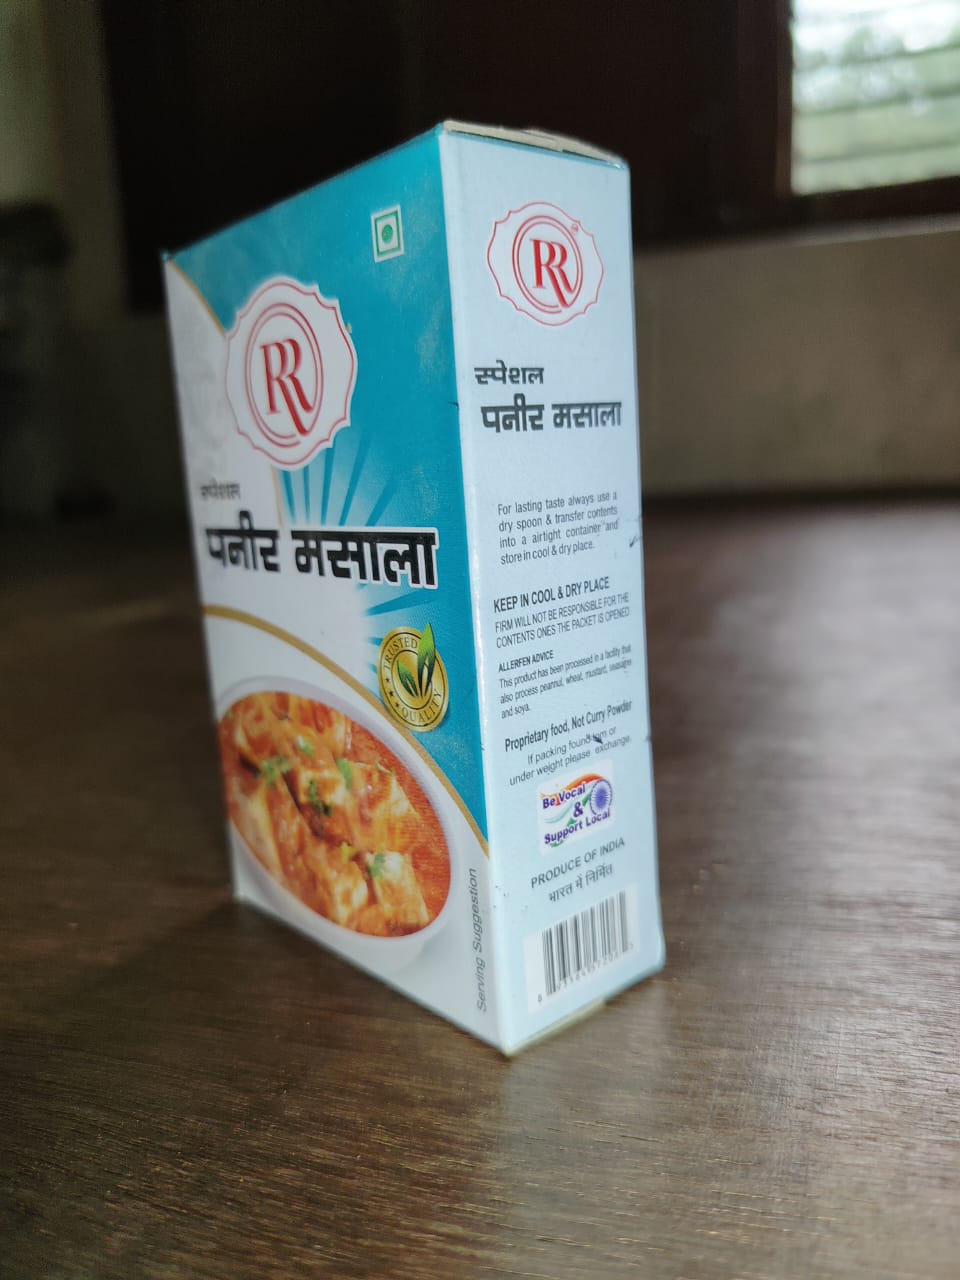 RR
स्पेशल
पनीर मसाला
TRUSTED
QUALITY
Serving Suggestion
RR
स्पेशल
पनीर मसाला
For lasting taste always use a
dry spoon & transfer contents
into a airtight container and
store in cool & dry place.
KEEP IN COOL & DRY PLACE
FIRM WILL NOT BE RESPONSIBLE FOR THE
CONTENTS ONES THE PACKET IS OPENED
ALLERFEN ADVICE
This product has been processed in a facility that
also process peannut, wheat, mustard, seasages
and soya.
Proprietary food, Not Curry Powder
If packing found torn or
under weight please exchange.
Be Vocal
&
Support Local
PRODUCE OF INDIA
भारत में निर्मित